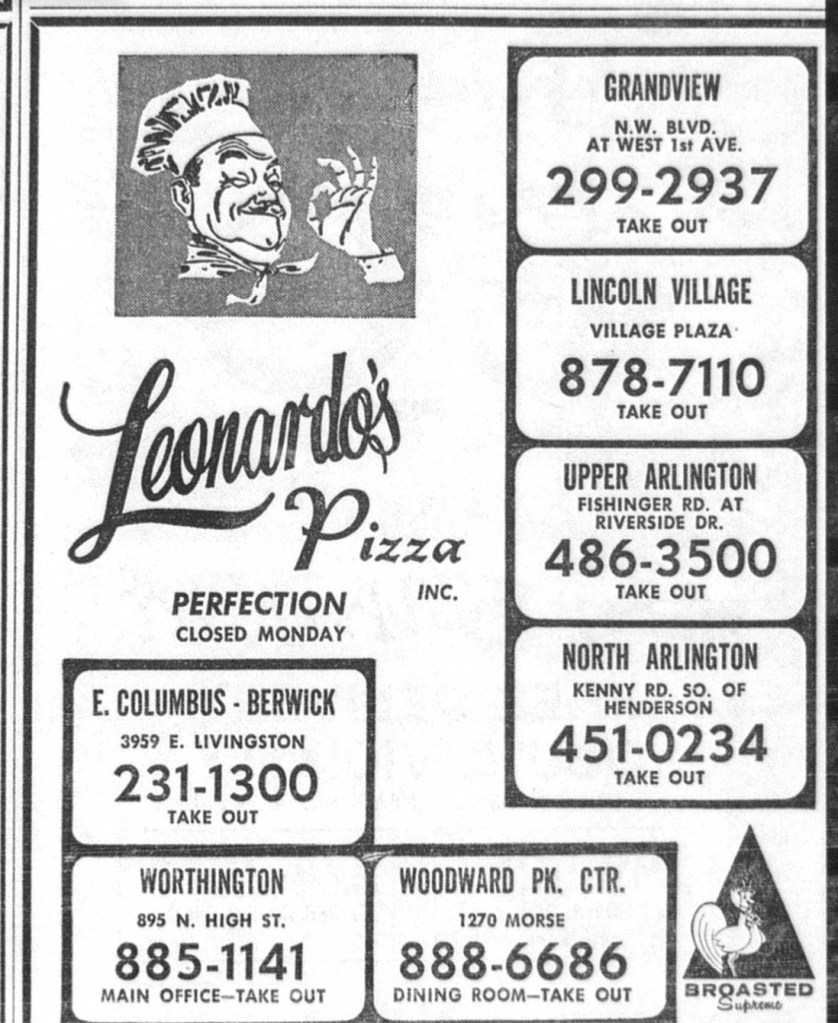 Leonardo's
Pizza
INC.
PERFECTION
CLOSED MONDAY
GRANDVIEW
N.W. BLVD.
AT WEST 1st AVE.
299-2937
TAKE OUT
LINCOLN VILLAGE
VILLAGE PLAZA
878-7110
TAKE OUT
UPPER ARLINGTON
FISHINGER RD. AT
RIVERSIDE DR.
486-3500
TAKE OUT
NORTH ARLINGTON
KENNY RD. SO. OF
HENDERSON
451-0234
TAKE OUT
E. COLUMBUS - BERWICK
3959 E. LIVINGSTON
231-1300
TAKE OUT
WORTHINGTON
895 N. HIGH ST.
885-1141
MAIN OFFICE—TAKE OUT
WOODWARD PK. CTR.
1270 MORSE
888-6686
DINING ROOM—TAKE OUT
BROASTED
Supreme